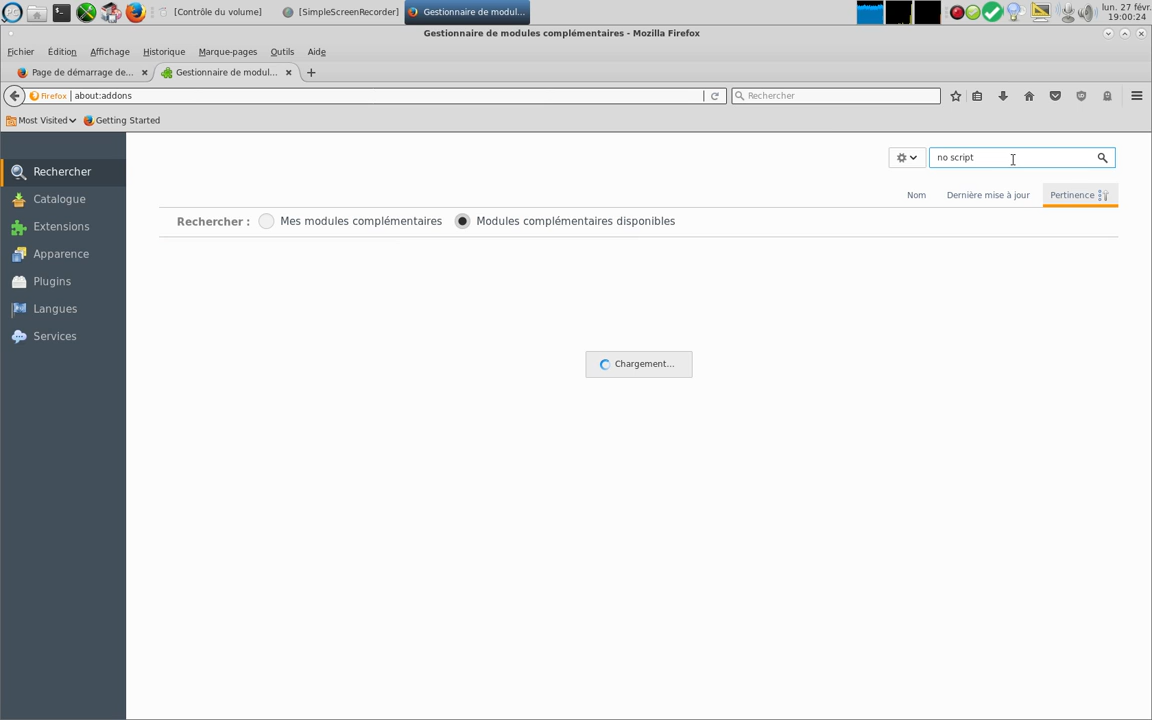 [Contrôle du volume]
[SimpleScreenRecorder]
Gestionnaire de modul...
lun. 27 févr.
19:00:24
Gestionnaire de modules complémentaires - Mozilla Firefox
Fichier Édition Affichage Historique Marque-pages Outils Aide
Page de démarrage de...
Gestionnaire de modul...
Firefox about:addons
Rechercher
Most Visited
Getting Started
no script
Rechercher
Catalogue
Extensions
Apparence
Plugins
Langues
Services
Nom Dernière mise à jour Pertinence
Rechercher : Mes modules complémentaires Modules complémentaires disponibles
Chargement...